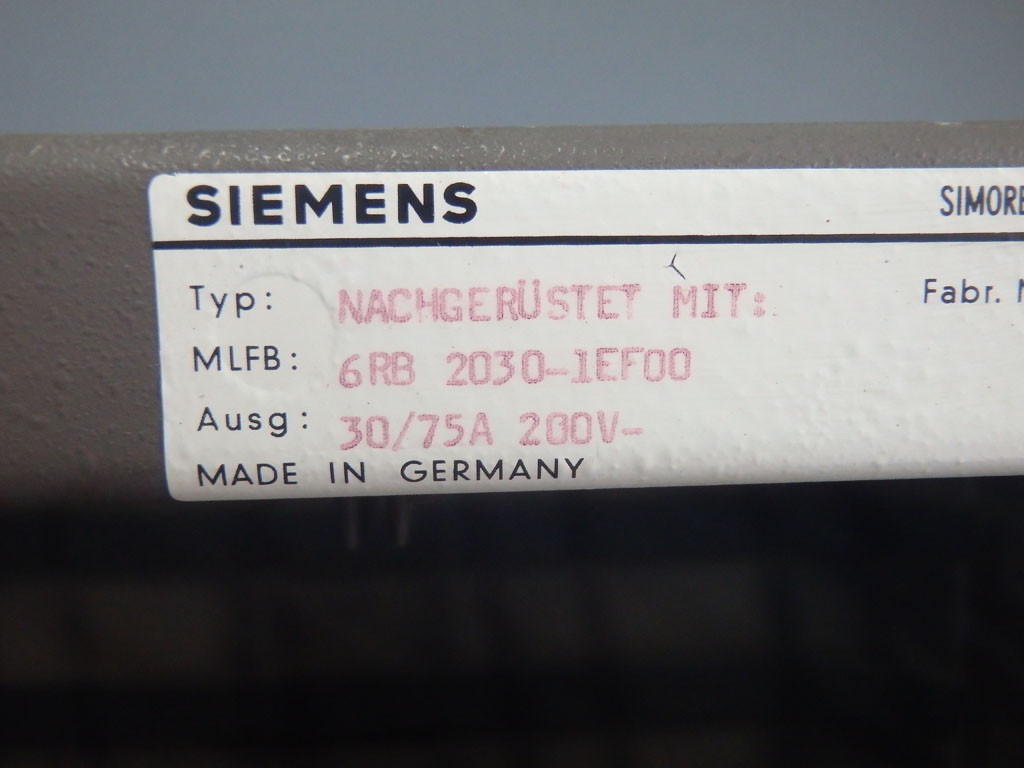 SIEMENS SIMORE
Typ: NACHGERÜSTET MIT: Fabr.
MLFB: 6RB 2030-1EF00
Ausg: 30/75A 200V-
MADE IN GERMANY